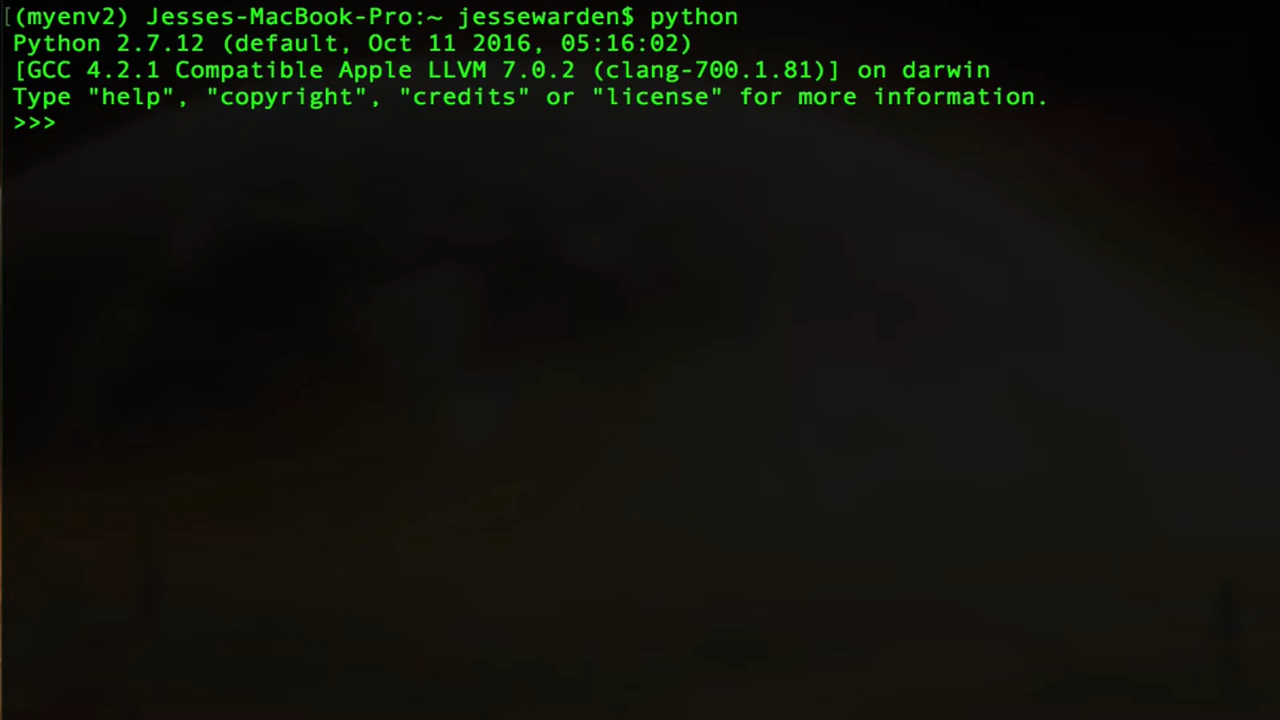 [(myenv2) Jesses-MacBook-Pro:~ jessewarden$ python
Python 2.7.12 (default, Oct 11 2016, 05:16:02)
[GCC 4.2.1 Compatible Apple LLVM 7.0.2 (clang-700.1.81)] on darwin
Type "help", "copyright", "credits" or "license" for more information.
>>>